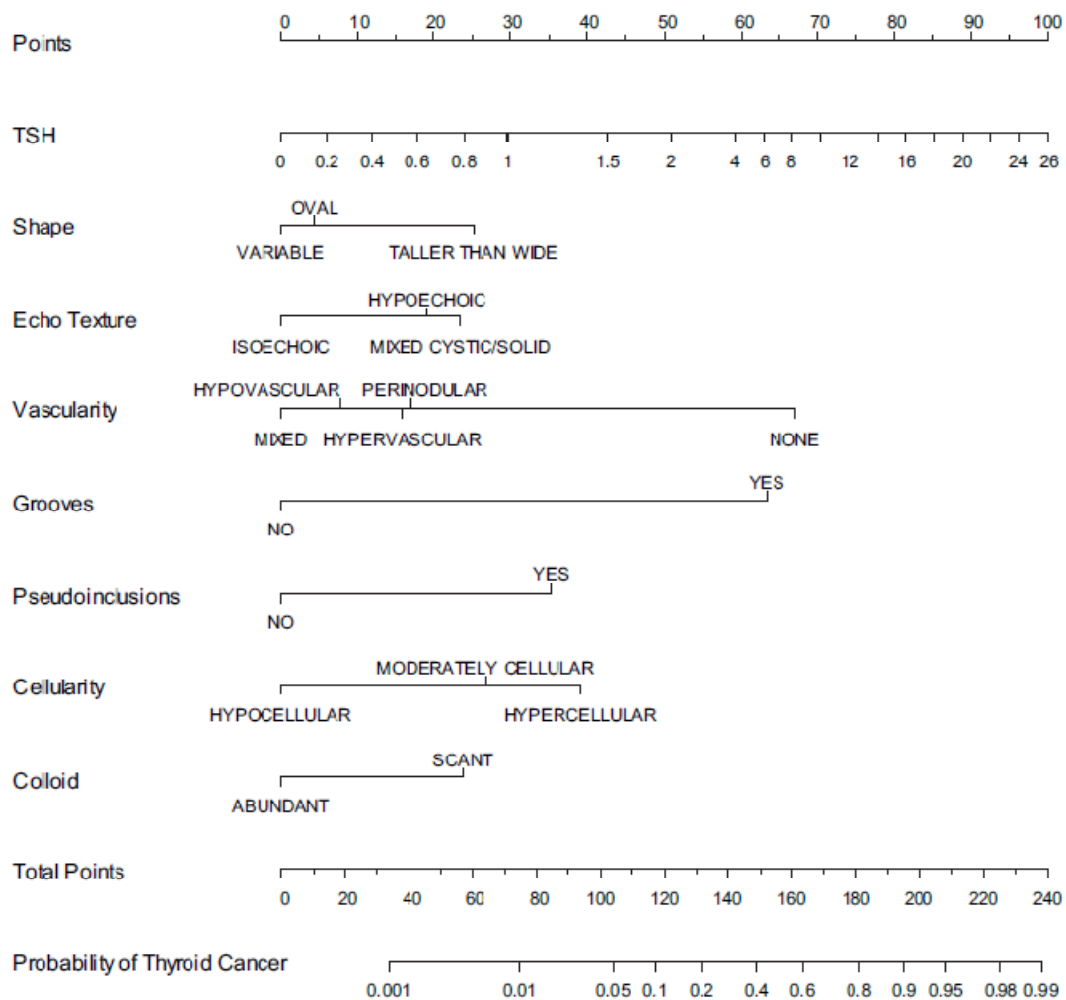 0 10 20 30 40 50 60 70 80 90 100
Points
TSH
0 0.2 0.4 0.6 0.8 1 1.5 2 4 6 8 12 16 20 24 26
OVAL
Shape
VARIABLE TALLER THAN WIDE
HYPOECHOIC
Echo Texture
ISOECHOIC MIXED CYSTIC/SOLID
HYPOVASCULAR PERINODULAR
Vascularity
MIXED HYPERVASCULAR NONE
YES
Grooves
NO
YES
Pseudoinclusions
NO
MODERATELY CELLULAR
Cellularity
HYPOCELLULAR HYPERCELLULAR
SCANT
Colloid
ABUNDANT
Total Points
0 20 40 60 80 100 120 140 160 180 200 220 240
Probability of Thyroid Cancer
0.001 0.01 0.05 0.1 0.2 0.4 0.6 0.8 0.9 0.95 0.98 0.99